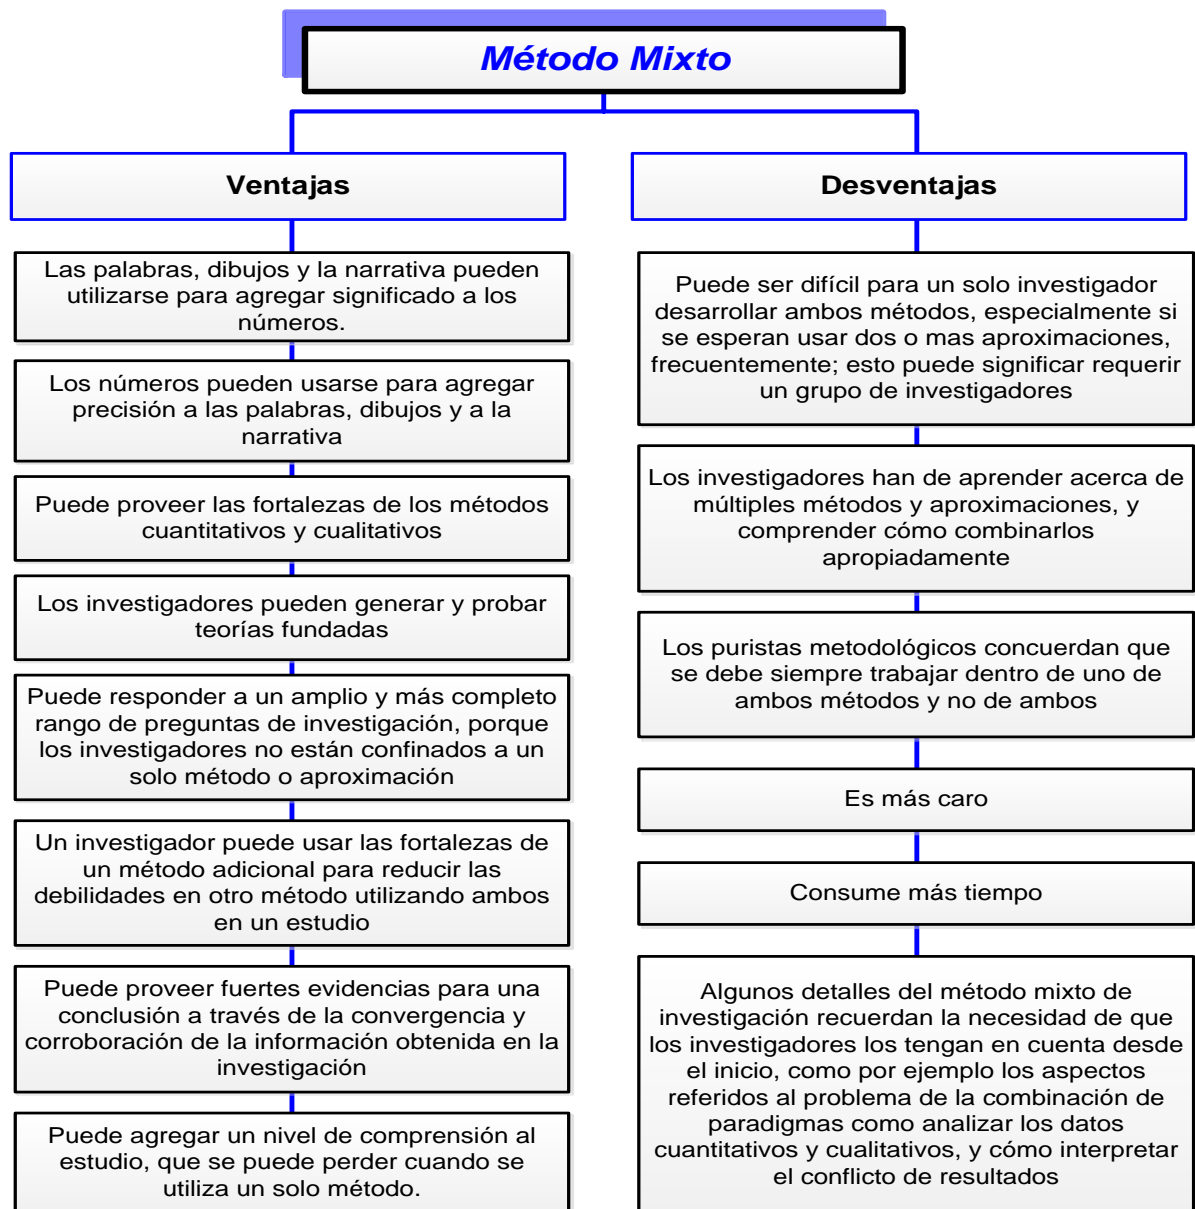 Método Mixto
Ventajas
Las palabras, dibujos y la narrativa pueden
utilizarse para agregar significado a los
números.
Los números pueden usarse para agregar
precisión a las palabras, dibujos y a la
narrativa
Puede proveer las fortalezas de los métodos
cuantitativos y cualitativos
Los investigadores pueden generar y probar
teorías fundadas
Puede responder a un amplio y más completo
rango de preguntas de investigación, porque
los investigadores no están confinados a un
solo método o aproximación
Un investigador puede usar las fortalezas de
un método adicional para reducir las
debilidades en otro método utilizando ambos
en un estudio
Puede proveer fuertes evidencias para una
conclusión a través de la convergencia y
corroboración de la información obtenida en la
investigación
Puede agregar un nivel de comprensión al
estudio, que se puede perder cuando se
utiliza un solo método.
Desventajas
Puede ser difícil para un solo investigador
desarrollar ambos métodos, especialmente si
se esperan usar dos o mas aproximaciones,
frecuentemente; esto puede significar requerir
un grupo de investigadores
Los investigadores han de aprender acerca de
múltiples métodos y aproximaciones, y
comprender cómo combinarlos
apropiadamente
Los puristas metodológicos concuerdan que
se debe siempre trabajar dentro de uno de
ambos métodos y no de ambos
Es más caro
Consume más tiempo
Algunos detalles del método mixto de
investigación recuerdan la necesidad de que
los investigadores los tengan en cuenta desde
el inicio, como por ejemplo los aspectos
referidos al problema de la combinación de
paradigmas como analizar los datos
cuantitativos y cualitativos, y cómo interpretar
el conflicto de resultados